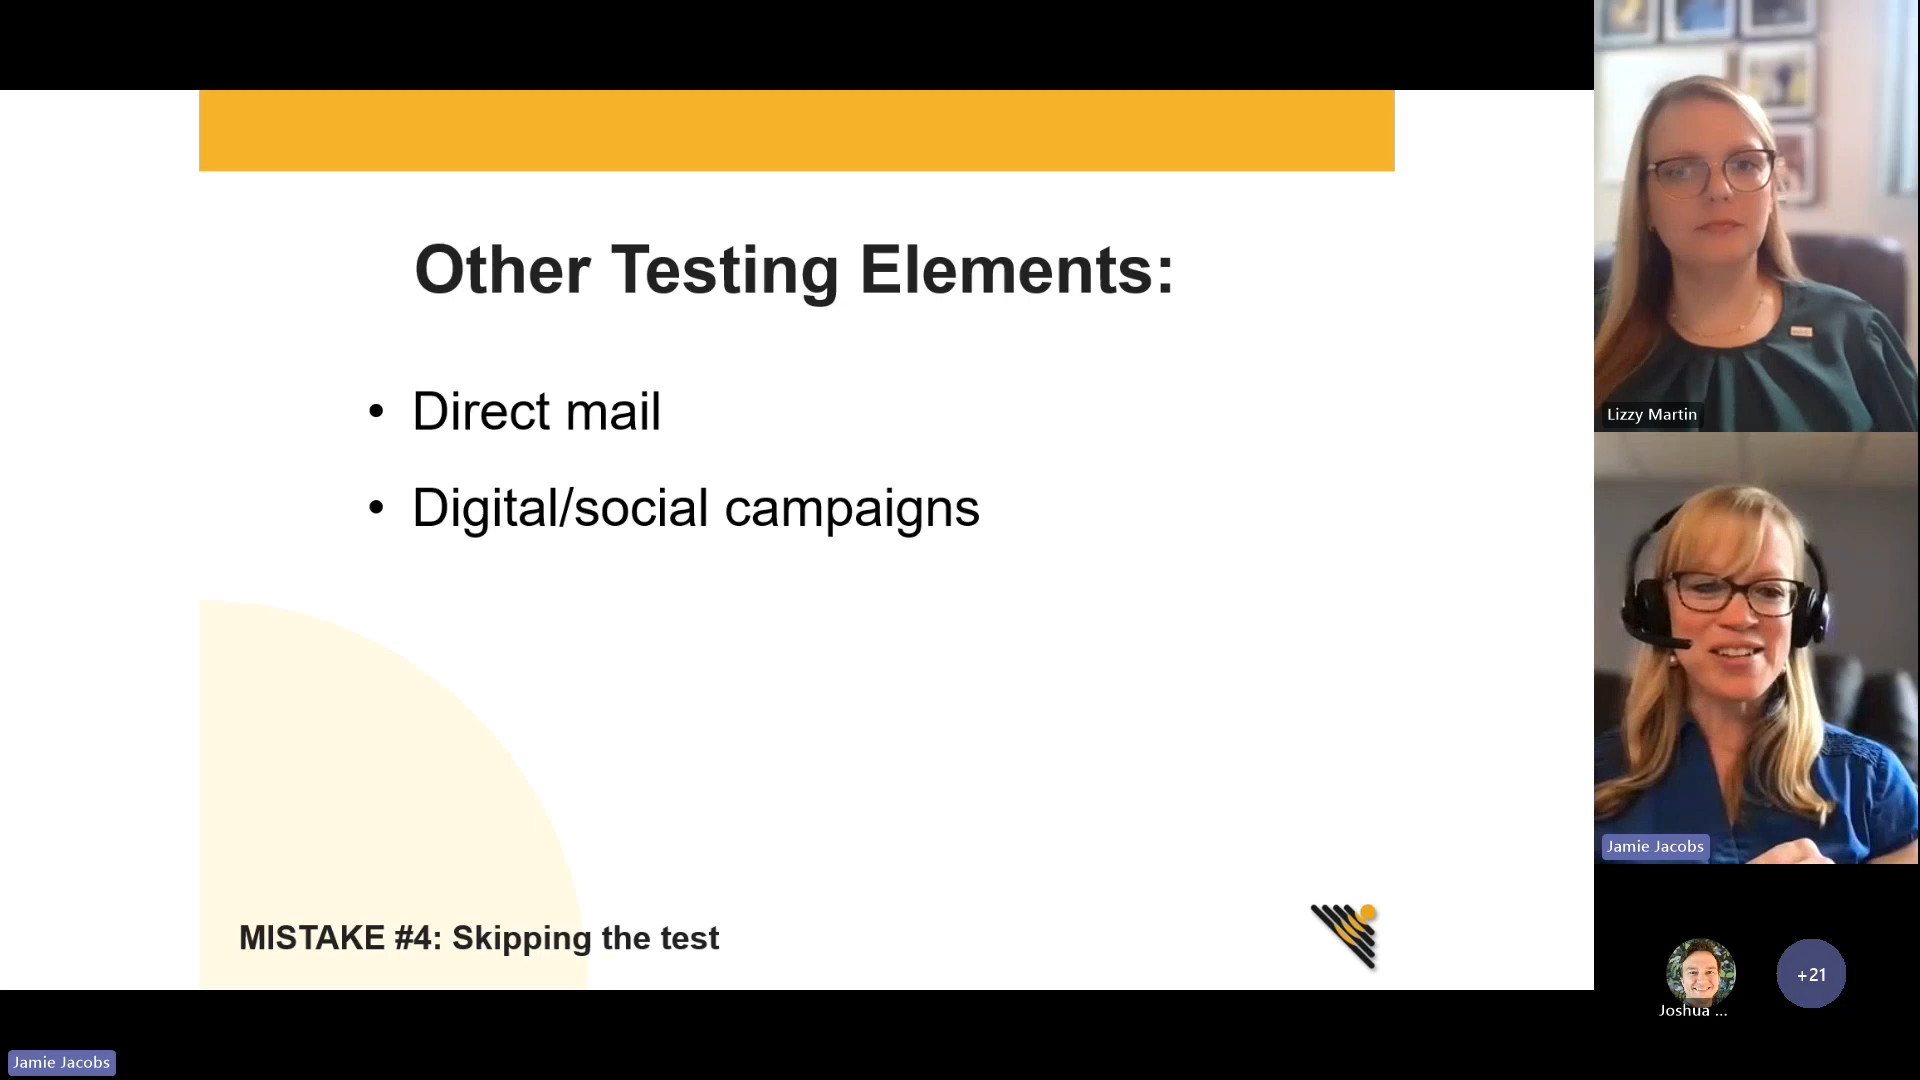 Other Testing Elements:
• Direct mail
• Digital/social campaigns
MISTAKE #4: Skipping the test
Lizzy Martin
Jamie Jacobs
Joshua ...
+21
Jamie Jacobs